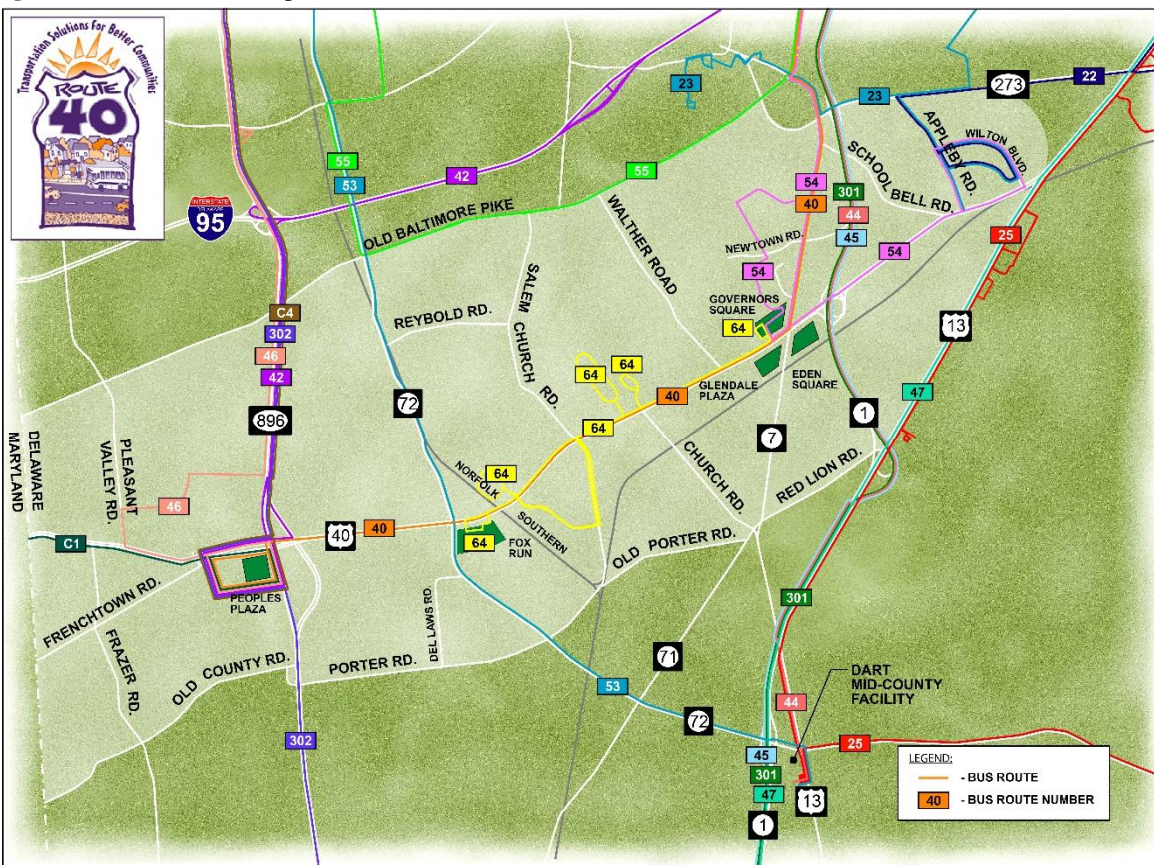 Transportation Solutions For Better Communities
ROUTE
40
INTERSTATE
95
55
53
42
OLD BALTIMORE PIKE
55
23
54
40
301
44
45
23
273
22
APPLEBY RD.
WILTON BLVD.
SCHOOL BELL RD.
25
54
NEWTOWN RD.
54
WALTHER ROAD
SALEM CHURCH RD.
REYBOLD RD.
GOVERNORS
SQUARE
64
C4
302
46
42
896
72
64
64
40
GLENDALE
PLAZA
EDEN
SQUARE
13
47
1
7
64
CHURCH RD.
RED LION RD.
DELAWARE
MARYLAND
PLEASANT
VALLEY RD.
46
C1
40
40
64
NORFOLK
SOUTHERN
64
FOX
RUN
OLD PORTER RD.
PEOPLES
PLAZA
FRENCHTOWN RD.
FRAZER RD.
OLD COUNTY RD.
PORTER RD.
DEL LAWS RD.
301
71
53
72
44
DART
MID-COUNTY
FACILITY
302
45
301
47
1
13
25
LEGEND:
- BUS ROUTE
40 - BUS ROUTE NUMBER